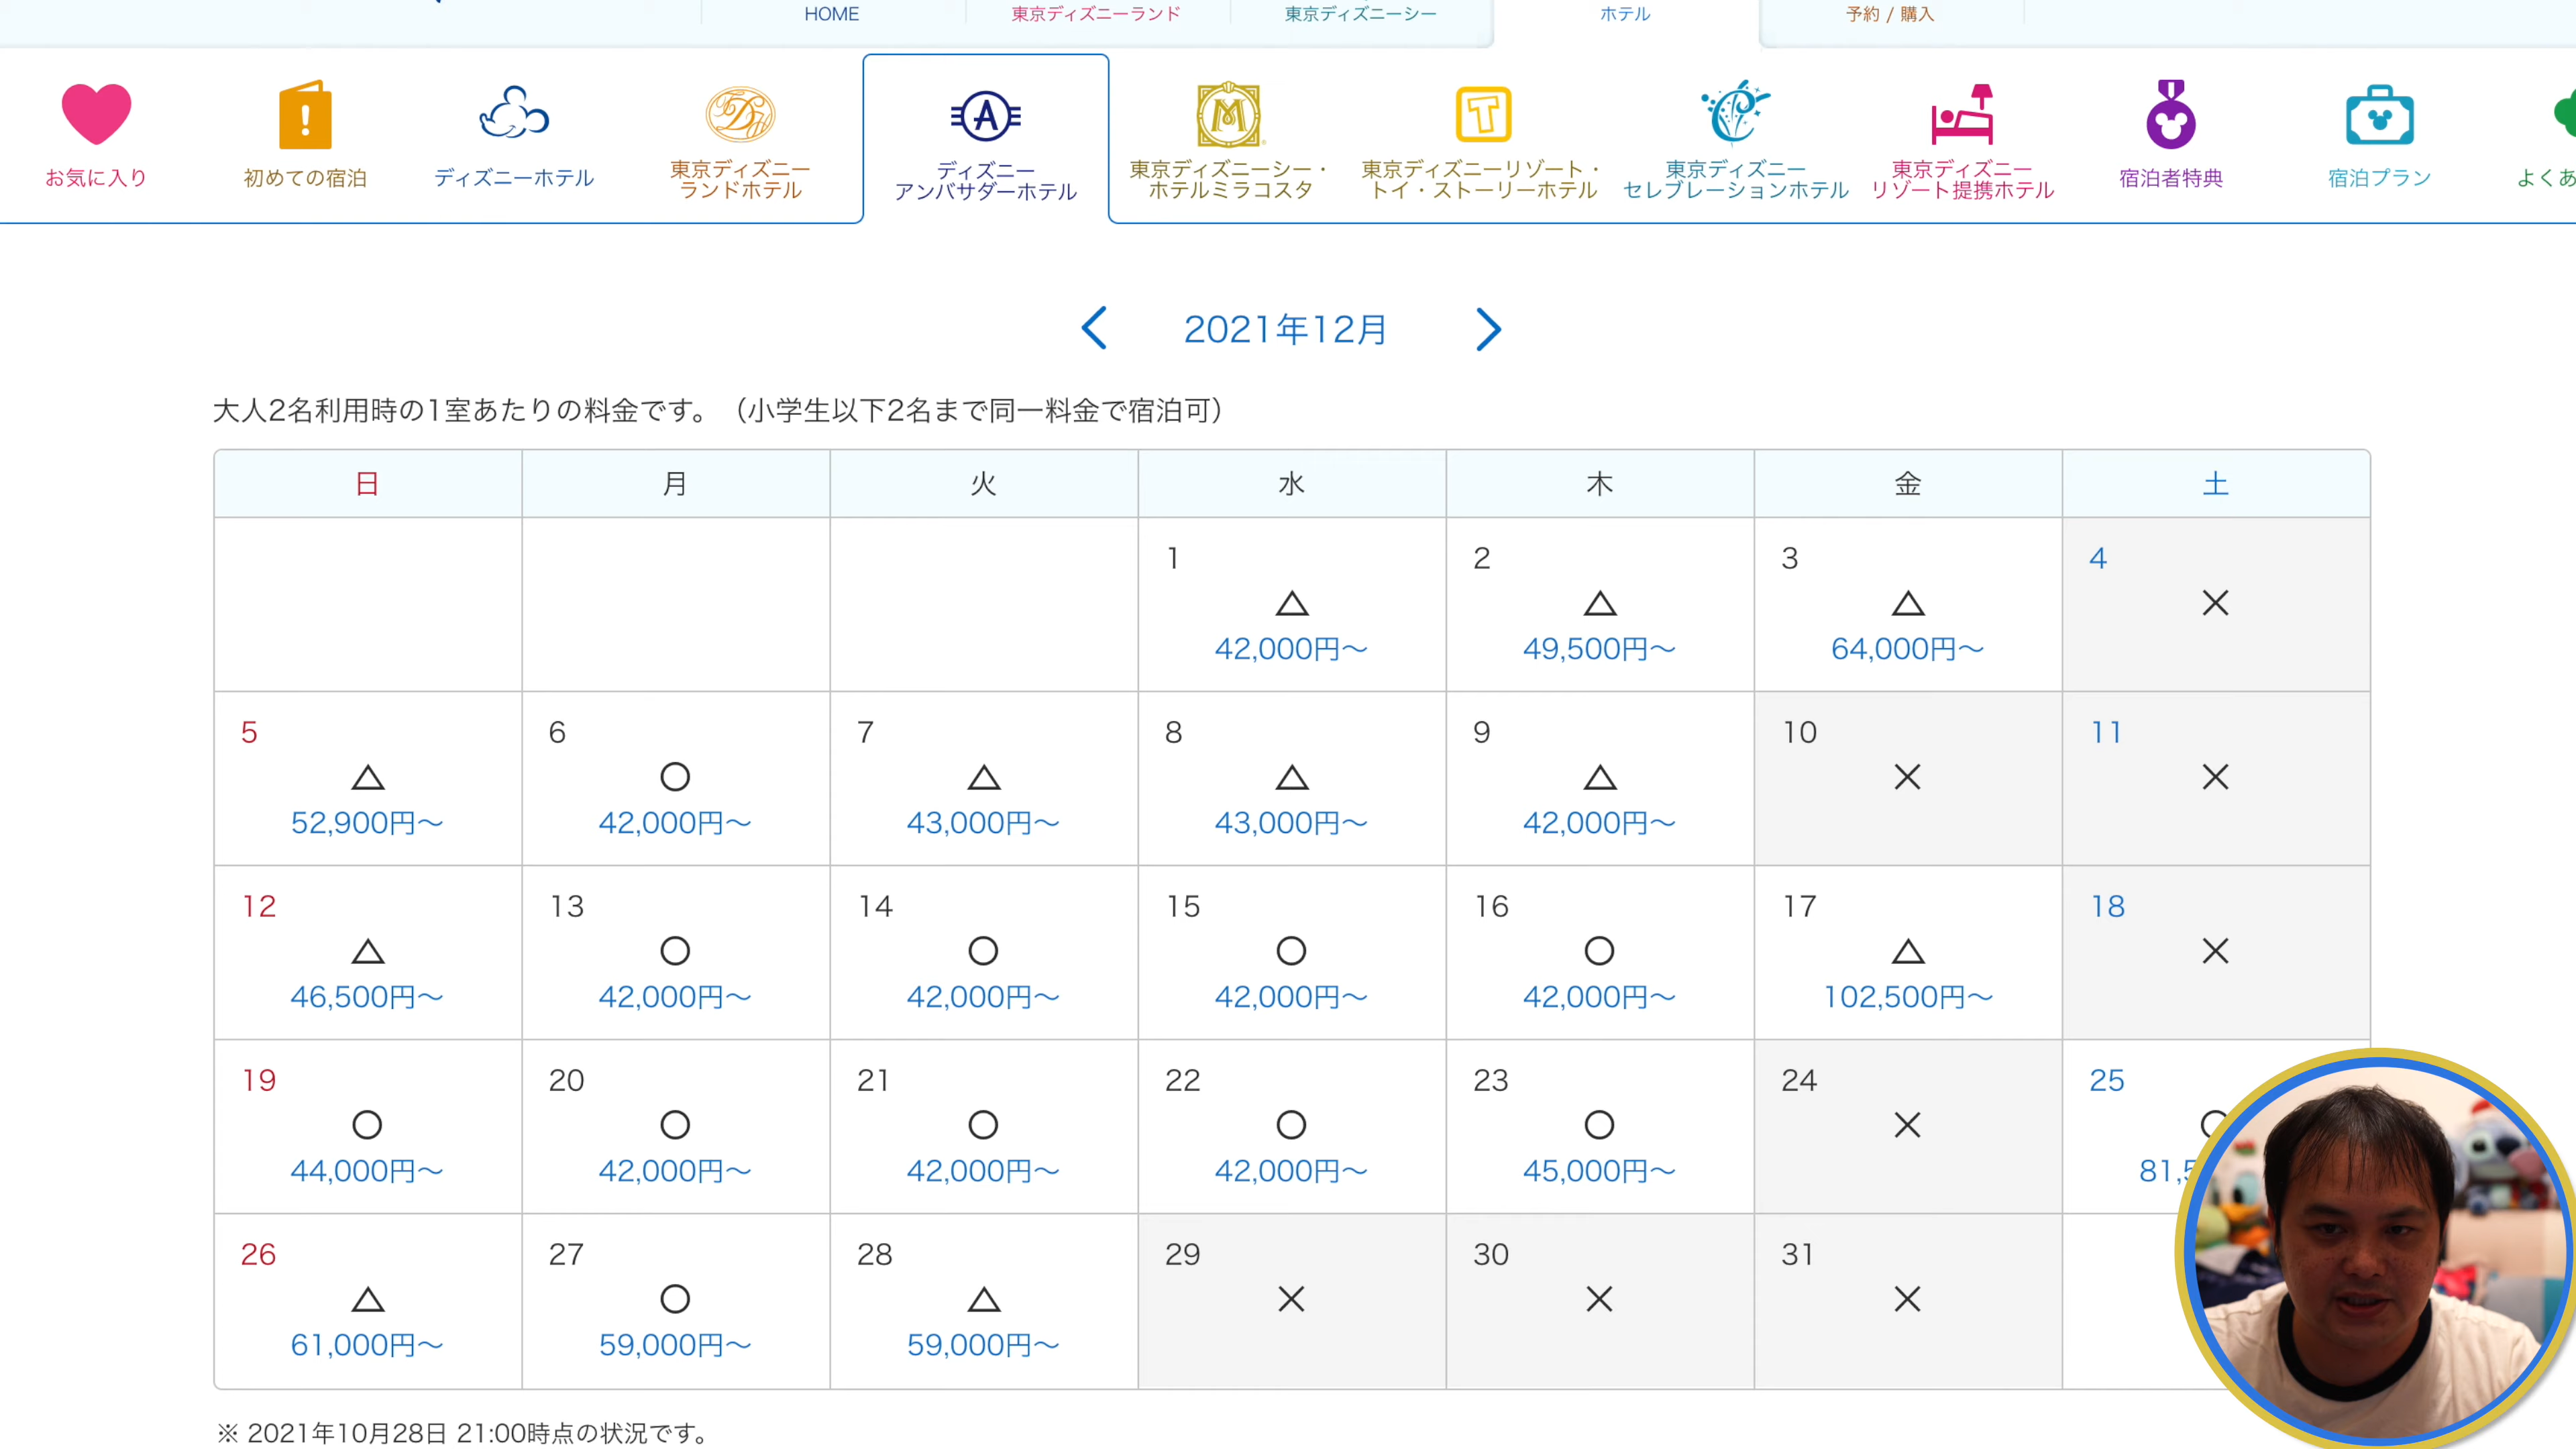 HOME
東京ディズニーランド
東京ディズニーシー
ホテル
予約 / 購入
お気に入り
初めての宿泊
ディズニーホテル
東京ディズニー
ランドホテル
ディズニー
アンバサダーホテル
東京ディズニーシー・
ホテルミラコスタ
東京ディズニーリゾート・
トイ・ストーリーホテル
東京ディズニー
セレブレーションホテル
東京ディズニー
リゾート提携ホテル
宿泊者特典
宿泊プラン
よくあ
2021年12月
大人2名利用時の1室あたりの料金です。（小学生以下2名まで同一料金で宿泊可）
日 月 火 水 木 金 土
1 2 3 4
△ △ △ ×
42,000円～ 49,500円～ 64,000円～
5 6 7 8 9 10 11
△ ○ △ △ △ × ×
52,900円～ 42,000円～ 43,000円～ 43,000円～ 42,000円～
12 13 14 15 16 17 18
△ ○ ○ ○ ○ △ ×
46,500円～ 42,000円～ 42,000円～ 42,000円～ 42,000円～ 102,500円～
19 20 21 22 23 24 25
○ ○ ○ ○ ○ × ○
44,000円～ 42,000円～ 42,000円～ 42,000円～ 45,000円～ 81,5
26 27 28 29 30 31
△ ○ △ × × ×
61,000円～ 59,000円～ 59,000円～
※ 2021年10月28日 21:00時点の状況です。